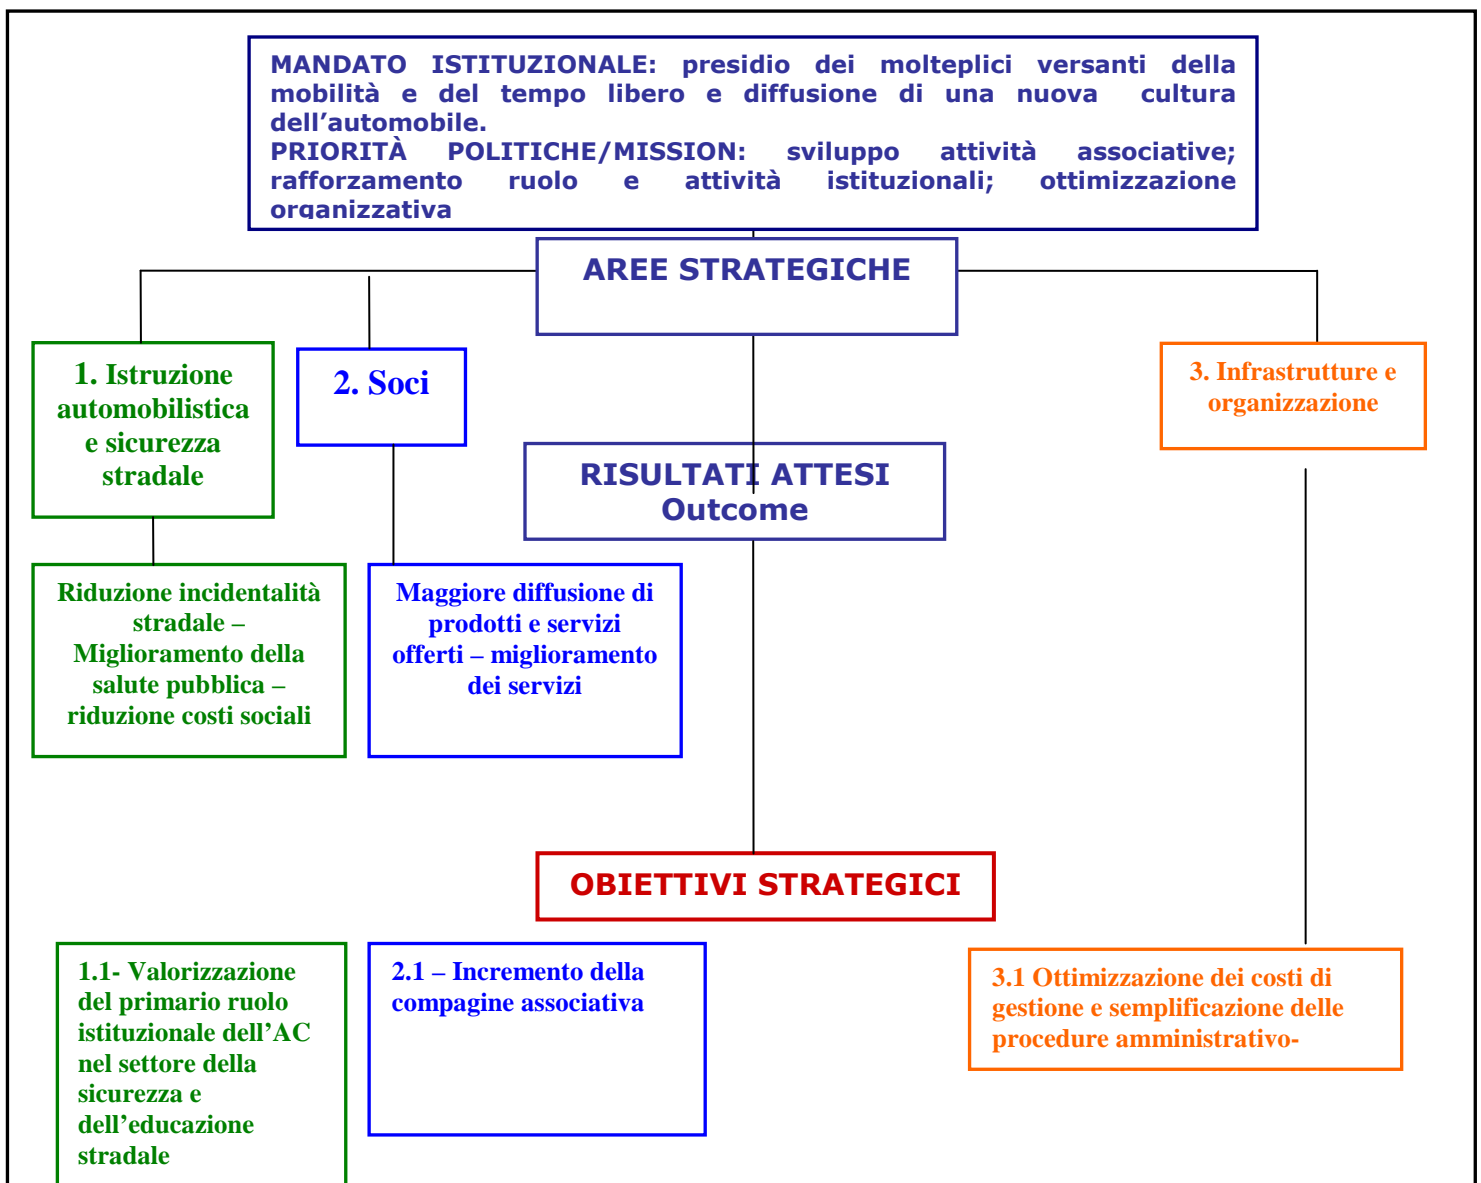 MANDATO ISTITUZIONALE: presidio dei molteplici versanti della
mobilità e del tempo libero e diffusione di una nuova cultura
dell’automobile.
PRIORITÀ POLITICHE/MISSION: sviluppo attività associative;
rafforzamento ruolo e attività istituzionali; ottimizzazione
organizzativa
AREE STRATEGICHE
1. Istruzione
automobilistica
e sicurezza
stradale
2. Soci
3. Infrastrutture e
organizzazione
RISULTATI ATTESI
Outcome
Riduzione incidentalità
stradale –
Miglioramento della
salute pubblica –
riduzione costi sociali
Maggiore diffusione di
prodotti e servizi
offerti – miglioramento
dei servizi
OBIETTIVI STRATEGICI
1.1- Valorizzazione
del primario ruolo
istituzionale dell’AC
nel settore della
sicurezza e
dell’educazione
stradale
2.1 – Incremento della
compagine associativa
3.1 Ottimizzazione dei costi di
gestione e semplificazione delle
procedure amministrativo-